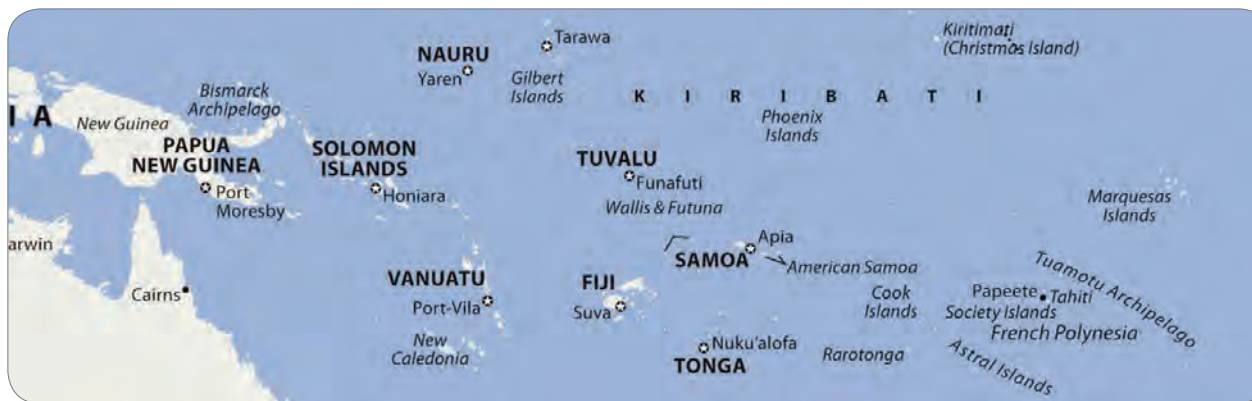 Kiritimati
(Christmas Island)
Tarawa
NAURU
Yaren
Gilbert
Islands
Bismarck
Archipelago
KIRIBATI
Phoenix
Islands
I A
New Guinea
PAPUA
NEW GUINEA
Port
Moresby
SOLOMON
ISLANDS
Honiara
TUVALU
Funafuti
Wallis & Futuna
Marquesas
Islands
arwin
Cairns
VANUATU
Port-Vila
New
Caledonia
FIJI
Suva
Apia
SAMOA
American Samoa
Cook
Islands
Nuku'alofa
TONGA
Rarotonga
Tuamotu Archipelago
Papeete
Tahiti
Society Islands
French Polynesia
Astral Islands